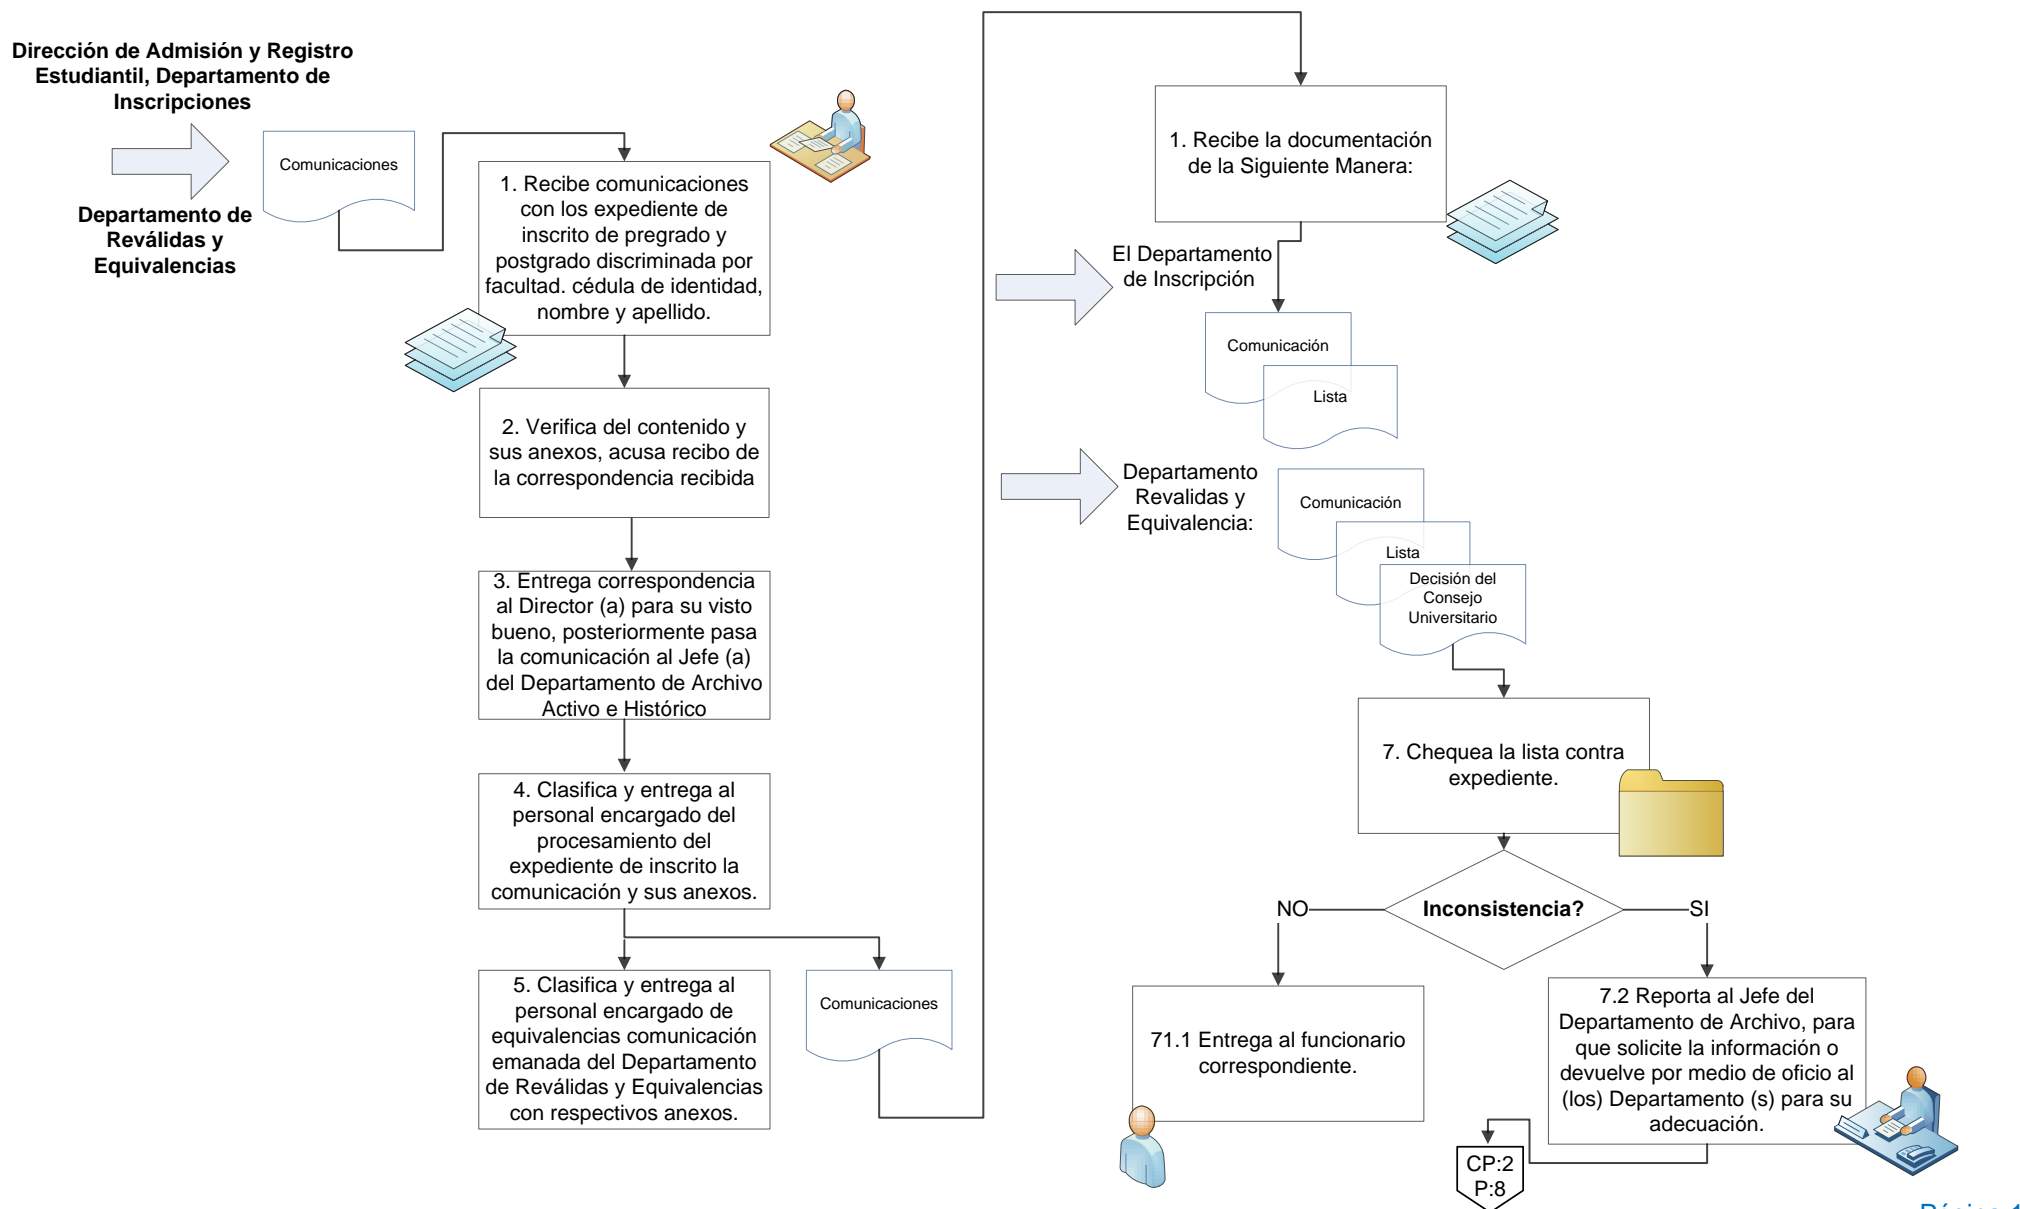 Dirección de Admisión y Registro
Estudiantil, Departamento de
Inscripciones
Comunicaciones
Departamento de
Reválidas y
Equivalencias
1. Recibe comunicaciones
con los expediente de
inscrito de pregrado y
postgrado discriminada por
facultad. cédula de identidad,
nombre y apellido.
2. Verifica del contenido y
sus anexos, acusa recibo de
la correspondencia recibida
3. Entrega correspondencia
al Director (a) para su visto
bueno, posteriormente pasa
la comunicación al Jefe (a)
del Departamento de Archivo
Activo e Histórico
4. Clasifica y entrega al
personal encargado del
procesamiento del
expediente de inscrito la
comunicación y sus anexos.
5. Clasifica y entrega al
personal encargado de
equivalencias comunicación
emanada del Departamento
de Reválidas y Equivalencias
con respectivos anexos.
Comunicaciones
1. Recibe la documentación
de la Siguiente Manera:
El Departamento
de Inscripción
Comunicación
Lista
Departamento
Revalidas y
Equivalencia:
Comunicación
Lista
Decisión del
Consejo
Universitario
7. Chequea la lista contra
expediente.
Inconsistencia?
NO
SI
71.1 Entrega al funcionario
correspondiente.
7.2 Reporta al Jefe del
Departamento de Archivo, para
que solicite la información o
devuelve por medio de oficio al
(los) Departamento (s) para su
adecuación.
CP:2
P:8
Página 1